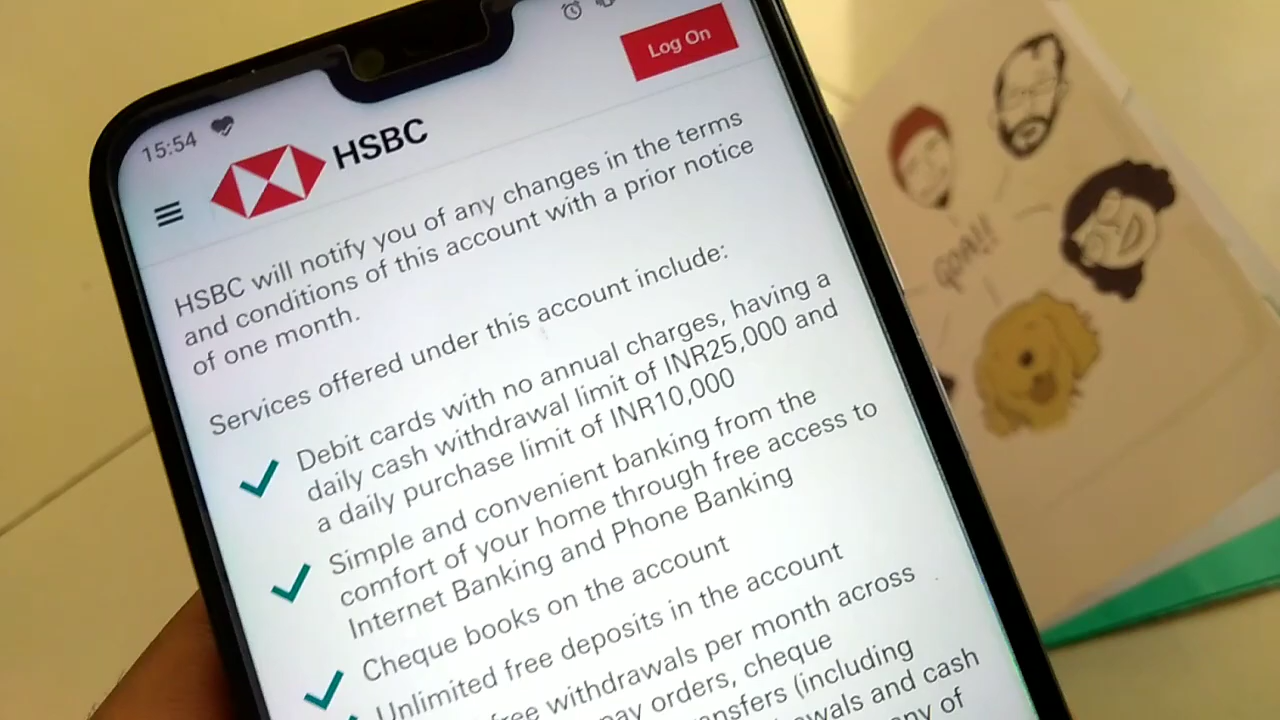 15:54
Log On
HSBC
HSBC will notify you of any changes in the terms
and conditions of this account with a prior notice
of one month.
Services offered under this account include:
Debit cards with no annual charges, having a
daily cash withdrawal limit of INR25,000 and
a daily purchase limit of INR10,000
Simple and convenient banking from the
comfort of your home through free access to
Internet Banking and Phone Banking
Cheque books on the account
Unlimited free deposits in the account
free withdrawals per month across
pay orders, cheque
(including
and cash
of
GOA!!